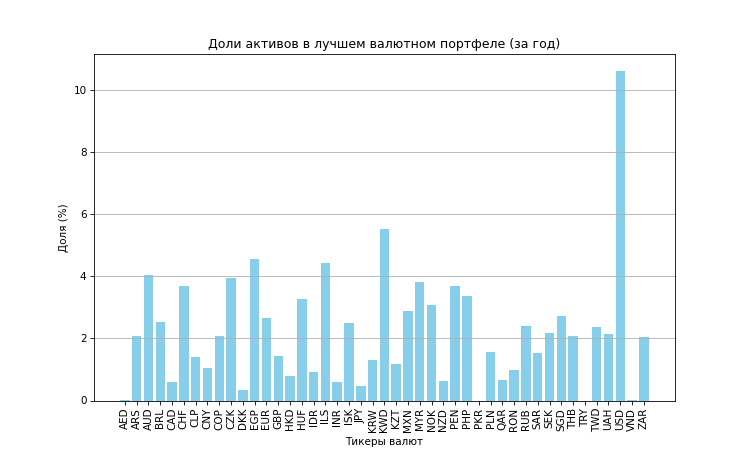 Доли активов в лучшем валютном портфеле (за год)
Доля (%)
10
8
6
4
2
0
AED ARS AUD BRL CAD CHF CLP CNY COP CZK DKK EGP EUR GBP HKD HUF IDR ILS INR ISK JPY KRW KWD KZT MXN MYR NOK NZD PEN PHP PKR PLN QAR RON RUB SAR SEK SGD THB TRY TWD UAH USD VND ZAR
Тикеры валют